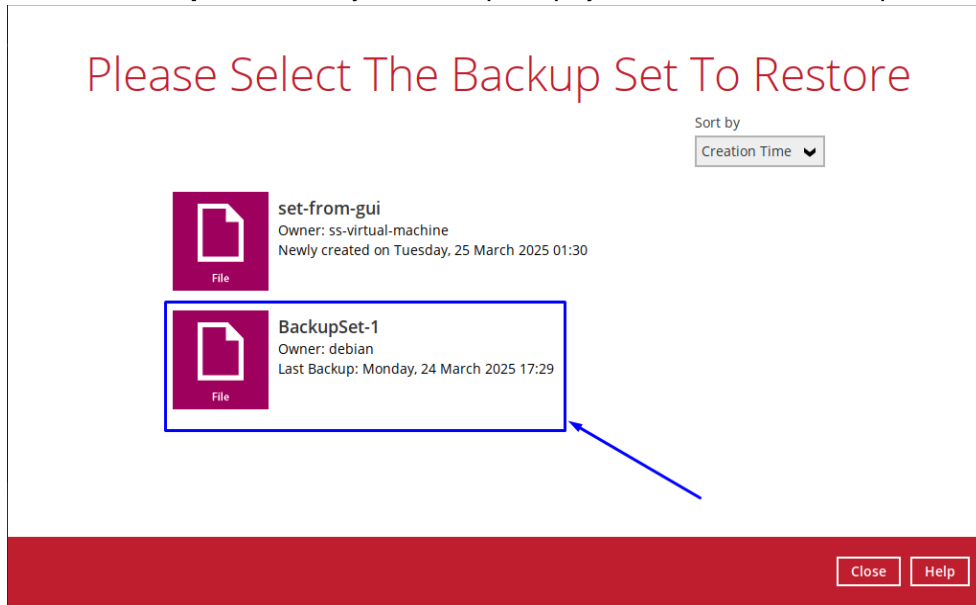 Please Select The Backup Set To Restore
Sort by
Creation Time
set-from-gui
Owner: ss-virtual-machine
Newly created on Tuesday, 25 March 2025 01:30
File
BackupSet-1
Owner: debian
Last Backup: Monday, 24 March 2025 17:29
File
Close Help